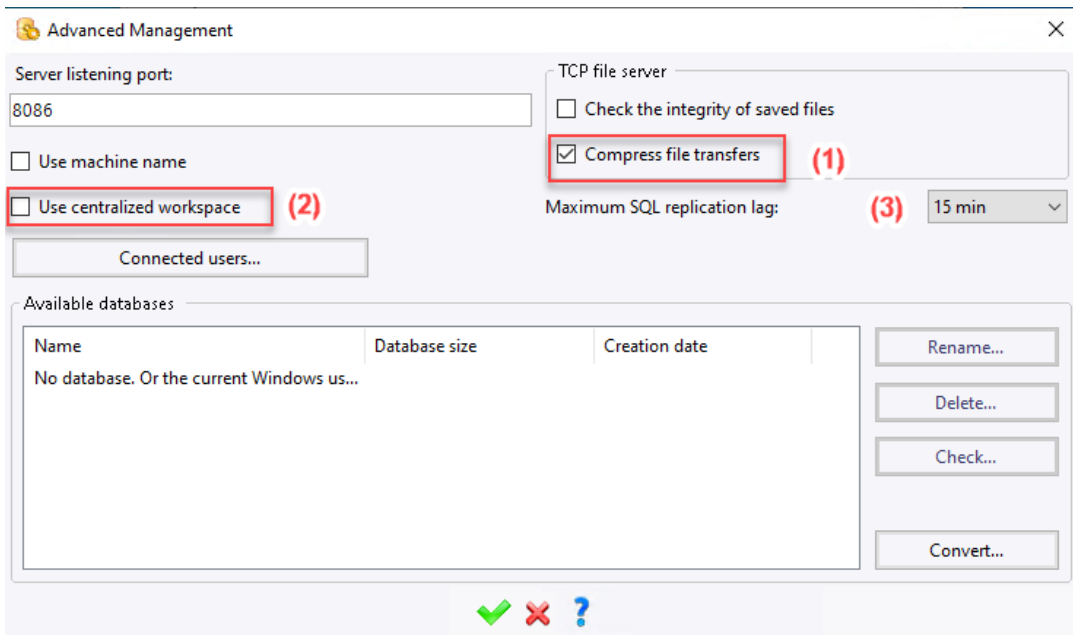 Advanced Management
Server listening port:
8086
Use machine name
Use centralized workspace (2)
Connected users...
TCP file server
Check the integrity of saved files
Compress file transfers (1)
Maximum SQL replication lag: (3) 15 min
Available databases
Name Database size Creation date
No database. Or the current Windows us...
Rename...
Delete...
Check...
Convert...
?